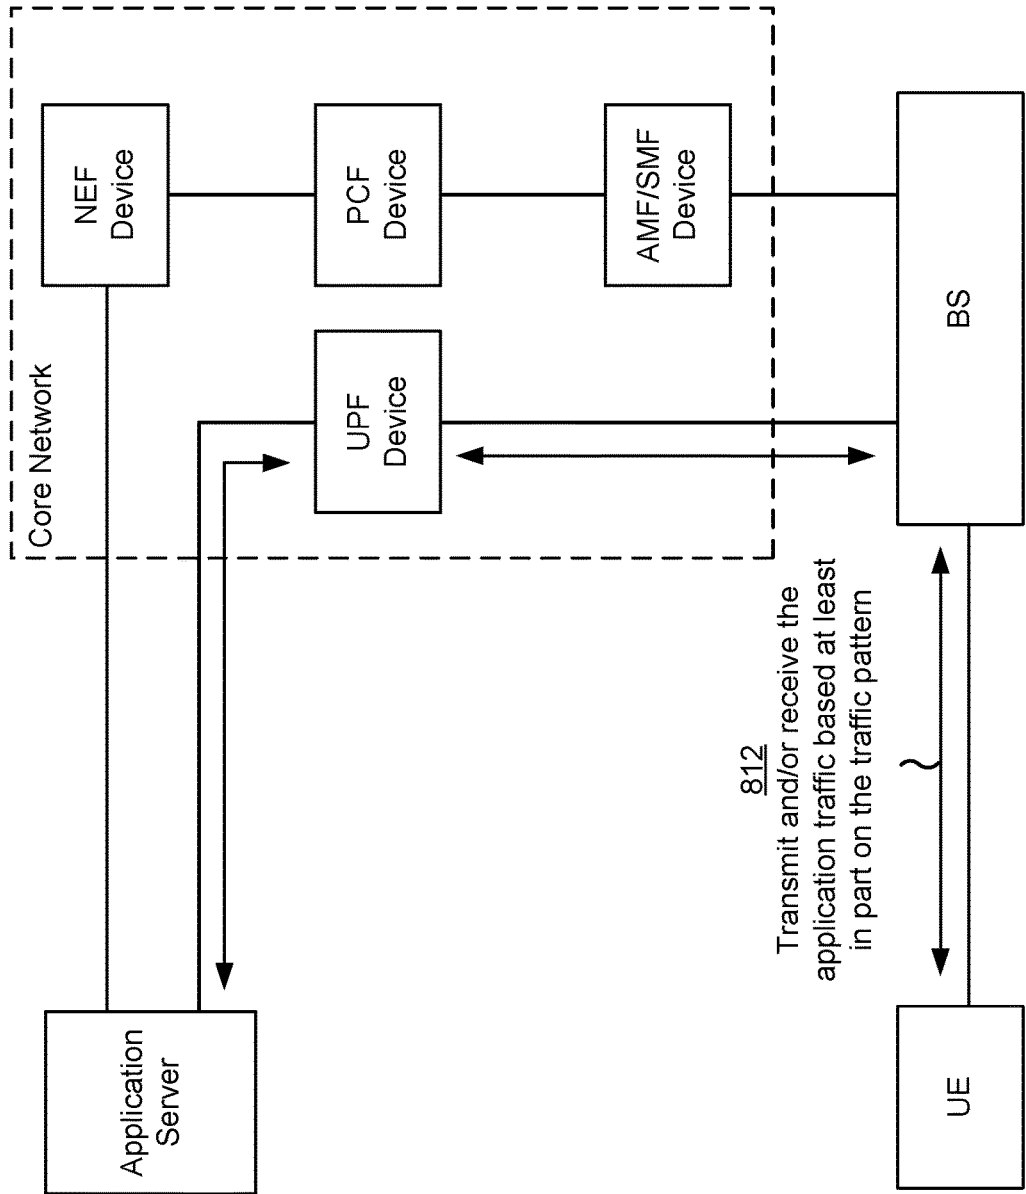 Application
Server
Core Network
NEF
Device
UPF
Device
PCF
Device
AMF/SMF
Device
812
Transmit and/or receive the
application traffic based at least
in part on the traffic pattern
UE
BS